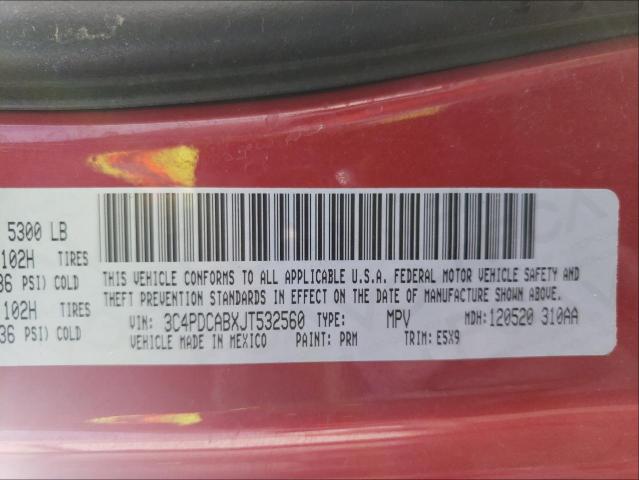 5300 LB
102H TIRES
36 PSI) COLD
102H TIRES
36 PSI) COLD
THIS VEHICLE CONFORMS TO ALL APPLICABLE U.S.A. FEDERAL MOTOR VEHICLE SAFETY AND
THEFT PREVENTION STANDARDS IN EFFECT ON THE DATE OF MANUFACTURE SHOWN ABOVE.
VIN: 3C4PDCABXJT532560 TYPE: MPV MDH: 120520 310AA
VEHICLE MADE IN MEXICO PAINT: PRM TRIM: E5X9